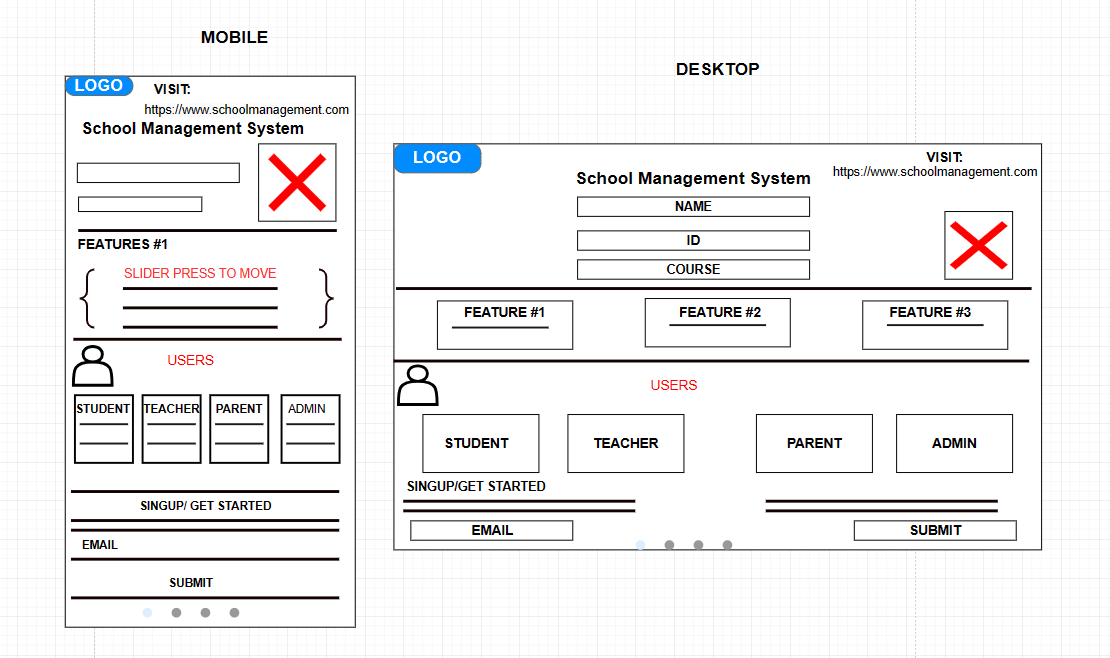 MOBILE
LOGO
VISIT:
https://www.schoolmanagement.com
School Management System
FEATURES #1
SLIDER PRESS TO MOVE
USERS
STUDENT
TEACHER
PARENT
ADMIN
SINGUP/ GET STARTED
EMAIL
SUBMIT
DESKTOP
LOGO
VISIT:
https://www.schoolmanagement.com
School Management System
NAME
ID
COURSE
FEATURE #1
FEATURE #2
FEATURE #3
USERS
STUDENT
TEACHER
PARENT
ADMIN
SINGUP/GET STARTED
EMAIL
SUBMIT